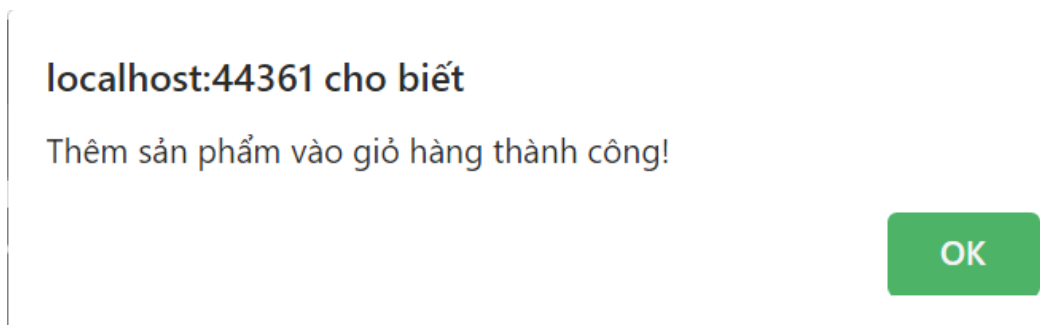 localhost:44361 cho biết
Thêm sản phẩm vào giỏ hàng thành công!
OK